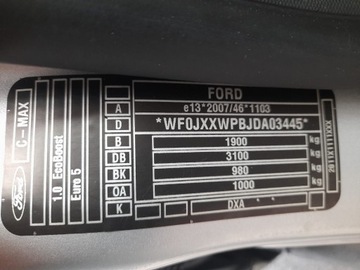 FORD
A e13*2007/46*1103
D *WF0JXXWPBJDA03445*
B 1900 kg
DB 3100 kg
BK 980 kg
OA 1000 kg
K DXA
C-MAX
1.0 EcoBoost
Euro 5
Ford